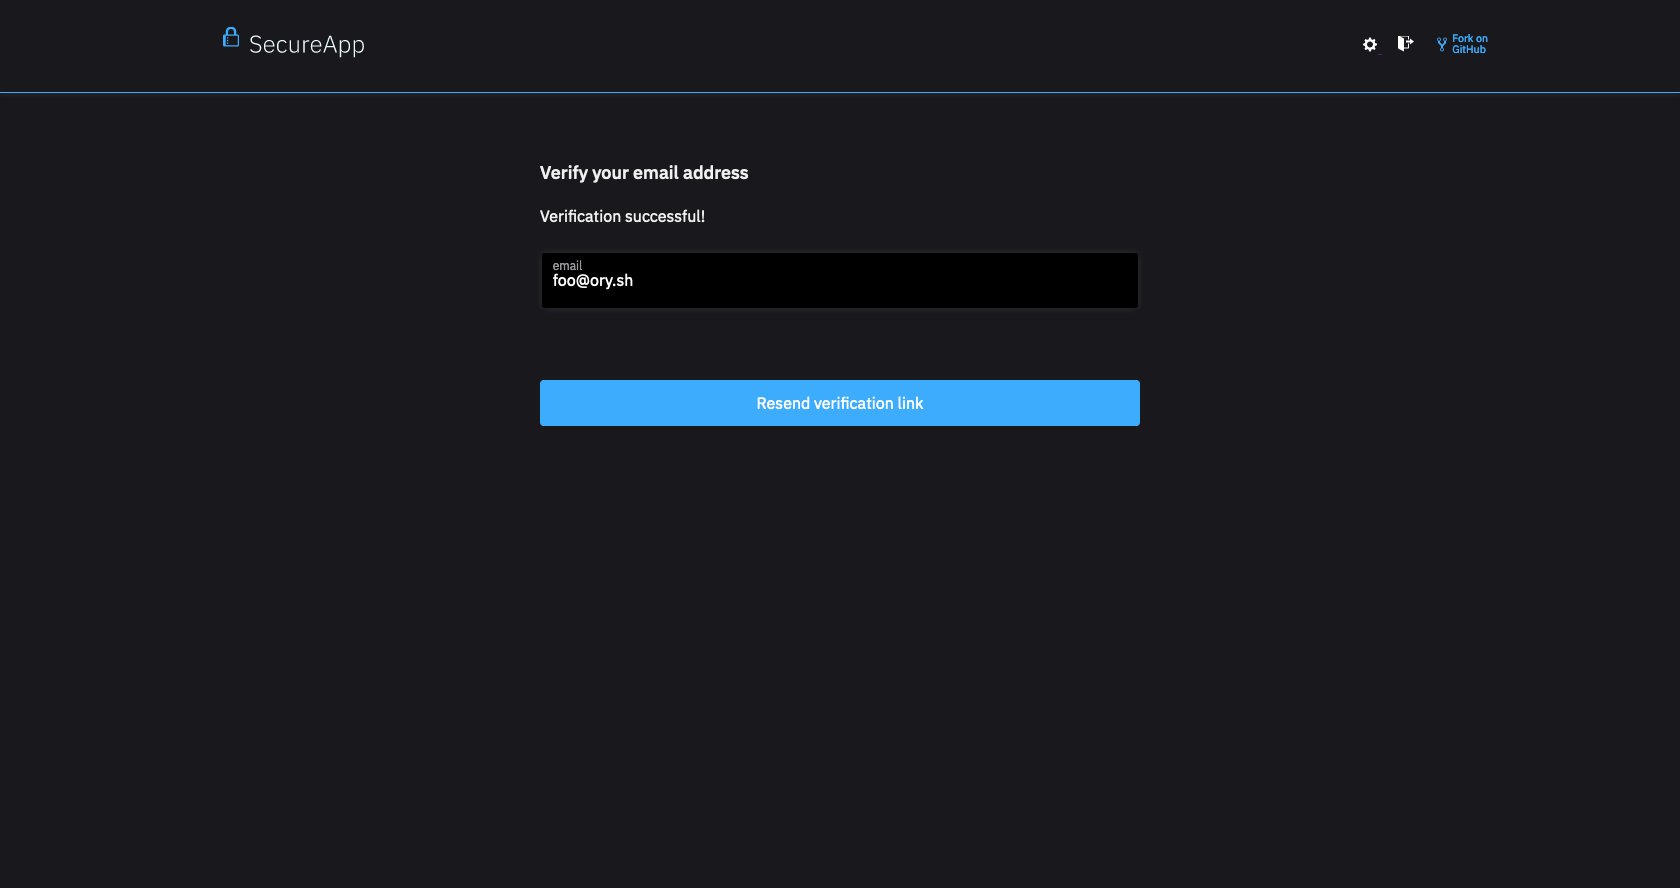 SecureApp
Fork on
GitHub
Verify your email address
Verification successful!
email
foo@ory.sh
Resend verification link